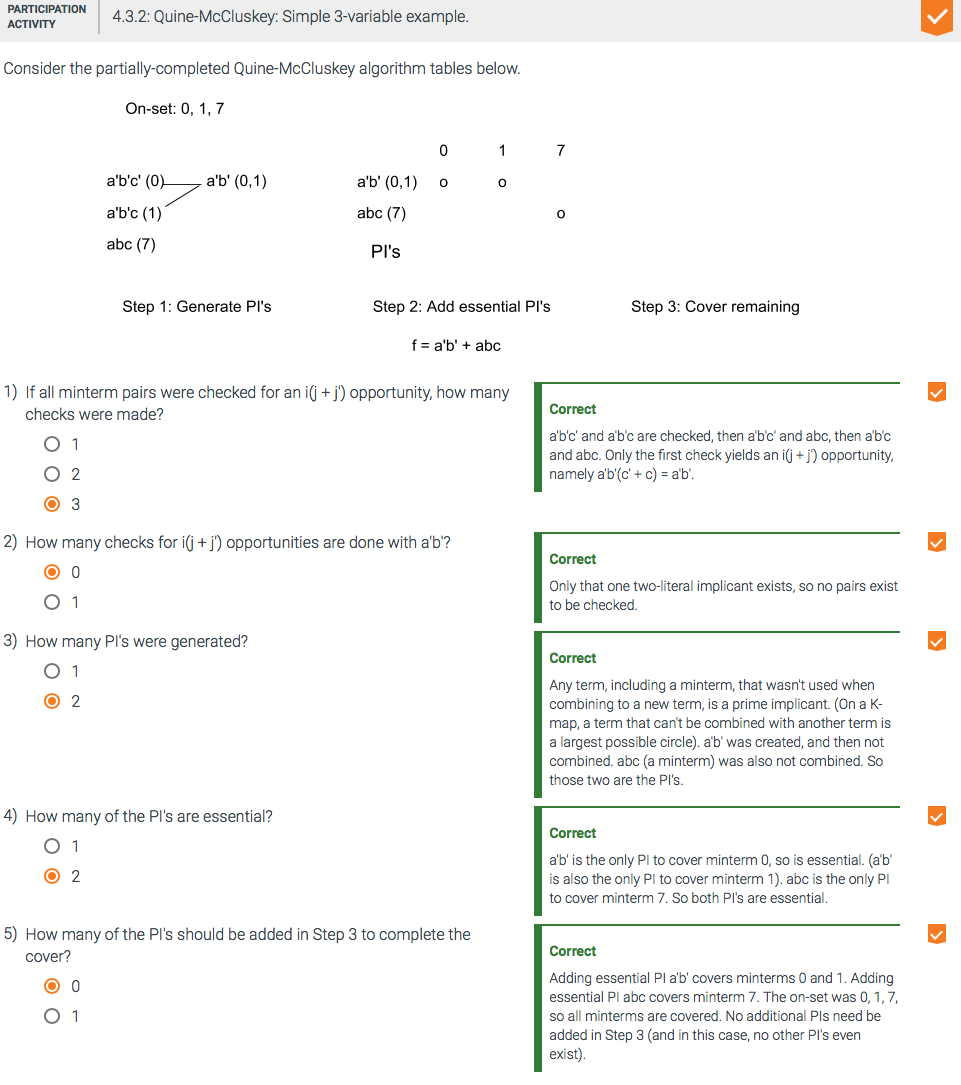 PARTICIPATION
ACTIVITY
4.3.2: Quine-McCluskey: Simple 3-variable example.
Consider the partially-completed Quine-McCluskey algorithm tables below.
On-set: 0, 1, 7
0 1 7
a'b'c' (0) a'b' (0,1) a'b' (0,1) o o
a'b'c (1) abc (7) o
abc (7)
PI's
Step 1: Generate PI's Step 2: Add essential PI's Step 3: Cover remaining
f = a'b' + abc
1) If all minterm pairs were checked for an i(j + j') opportunity, how many
checks were made?
1
2
3
Correct
a'b'c' and a'b'c are checked, then a'b'c' and abc, then a'b'c
and abc. Only the first check yields an i(j + j') opportunity,
namely a'b'(c' + c) = a'b'.
2) How many checks for i(j + j') opportunities are done with a'b'?
0
1
Correct
Only that one two-literal implicant exists, so no pairs exist
to be checked.
3) How many PI's were generated?
1
2
Correct
Any term, including a minterm, that wasn't used when
combining to a new term, is a prime implicant. (On a K-
map, a term that can't be combined with another term is
a largest possible circle). a'b' was created, and then not
combined. abc (a minterm) was also not combined. So
those two are the PI's.
4) How many of the PI's are essential?
1
2
Correct
a'b' is the only PI to cover minterm 0, so is essential. (a'b'
is also the only PI to cover minterm 1). abc is the only PI
to cover minterm 7. So both PI's are essential.
5) How many of the PI's should be added in Step 3 to complete the
cover?
0
1
Correct
Adding essential PI a'b' covers minterms 0 and 1. Adding
essential PI abc covers minterm 7. The on-set was 0, 1, 7,
so all minterms are covered. No additional PIs need be
added in Step 3 (and in this case, no other PI's even
exist).